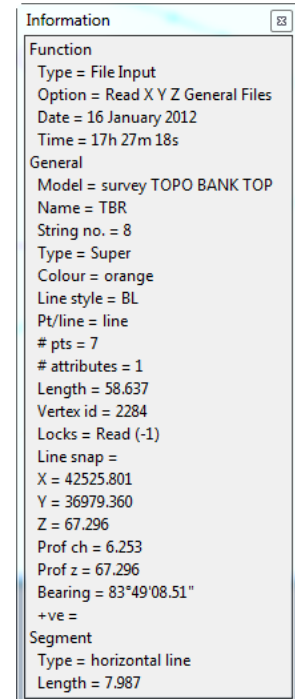 Information
Function
Type = File Input
Option = Read X Y Z General Files
Date = 16 January 2012
Time = 17h 27m 18s
General
Model = survey TOPO BANK TOP
Name = TBR
String no. = 8
Type = Super
Colour = orange
Line style = BL
Pt/line = line
# pts = 7
# attributes = 1
Length = 58.637
Vertex id = 2284
Locks = Read (-1)
Line snap =
X = 42525.801
Y = 36979.360
Z = 67.296
Prof ch = 6.253
Prof z = 67.296
Bearing = 83°49'08.51"
+ve =
Segment
Type = horizontal line
Length = 7.987